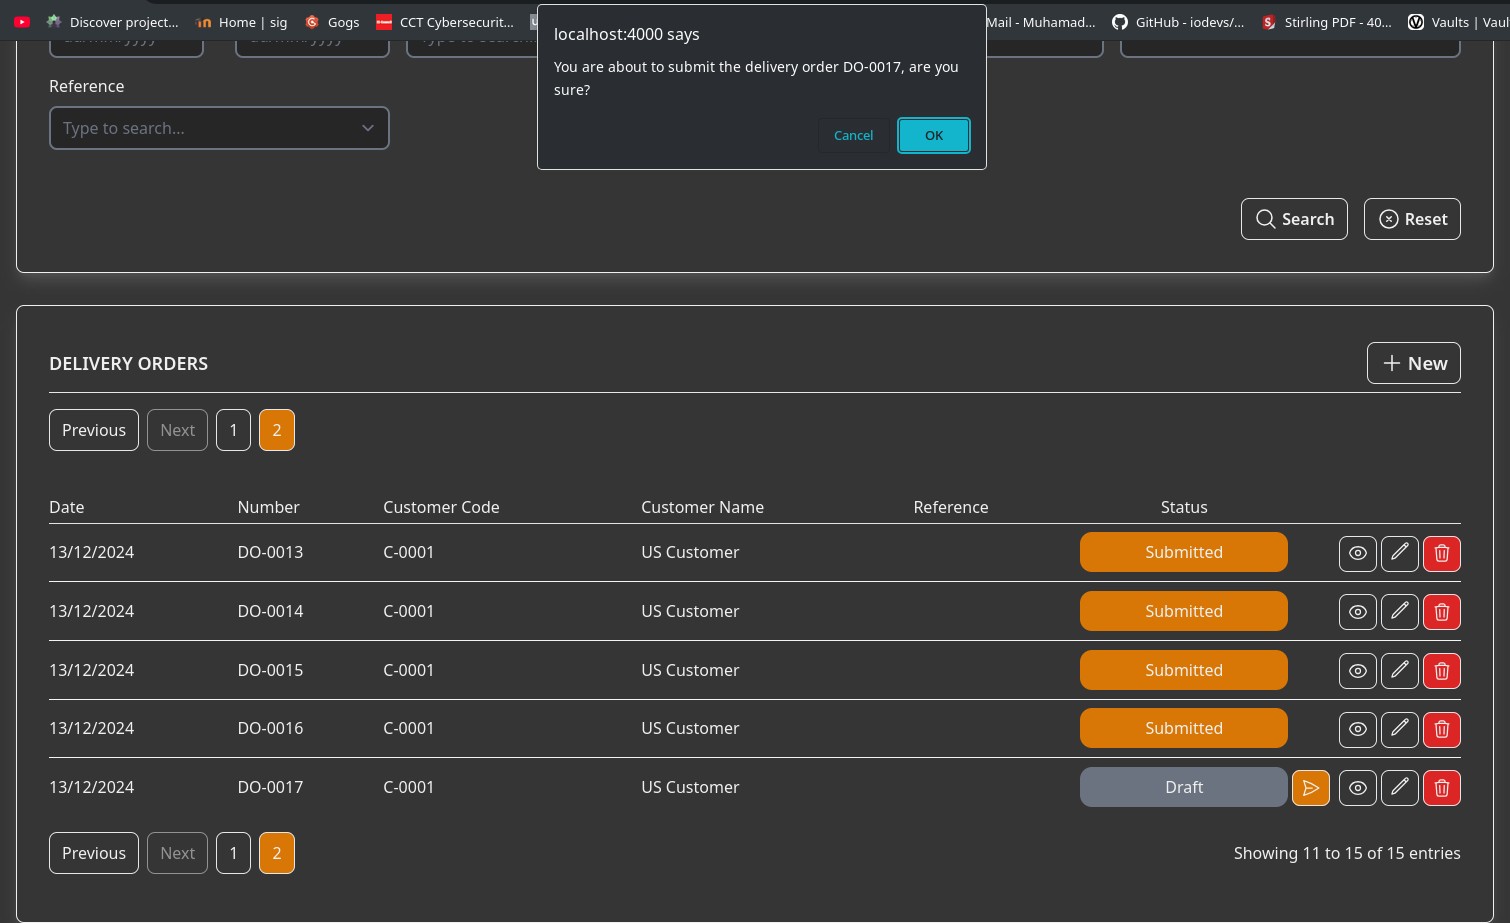 Discover project... Home | sig Gogs CCT Cybersecurit... Mail - Muhamad... GitHub - iodevs/... Stirling PDF - 40... Vaults | Vaul
localhost:4000 says
You are about to submit the delivery order DO-0017, are you
sure?
Cancel OK
Reference
Type to search...
Search Reset
DELIVERY ORDERS
New
Previous Next 1 2
Date Number Customer Code Customer Name Reference Status
13/12/2024 DO-0013 C-0001 US Customer Submitted
13/12/2024 DO-0014 C-0001 US Customer Submitted
13/12/2024 DO-0015 C-0001 US Customer Submitted
13/12/2024 DO-0016 C-0001 US Customer Submitted
13/12/2024 DO-0017 C-0001 US Customer Draft
Previous Next 1 2
Showing 11 to 15 of 15 entries